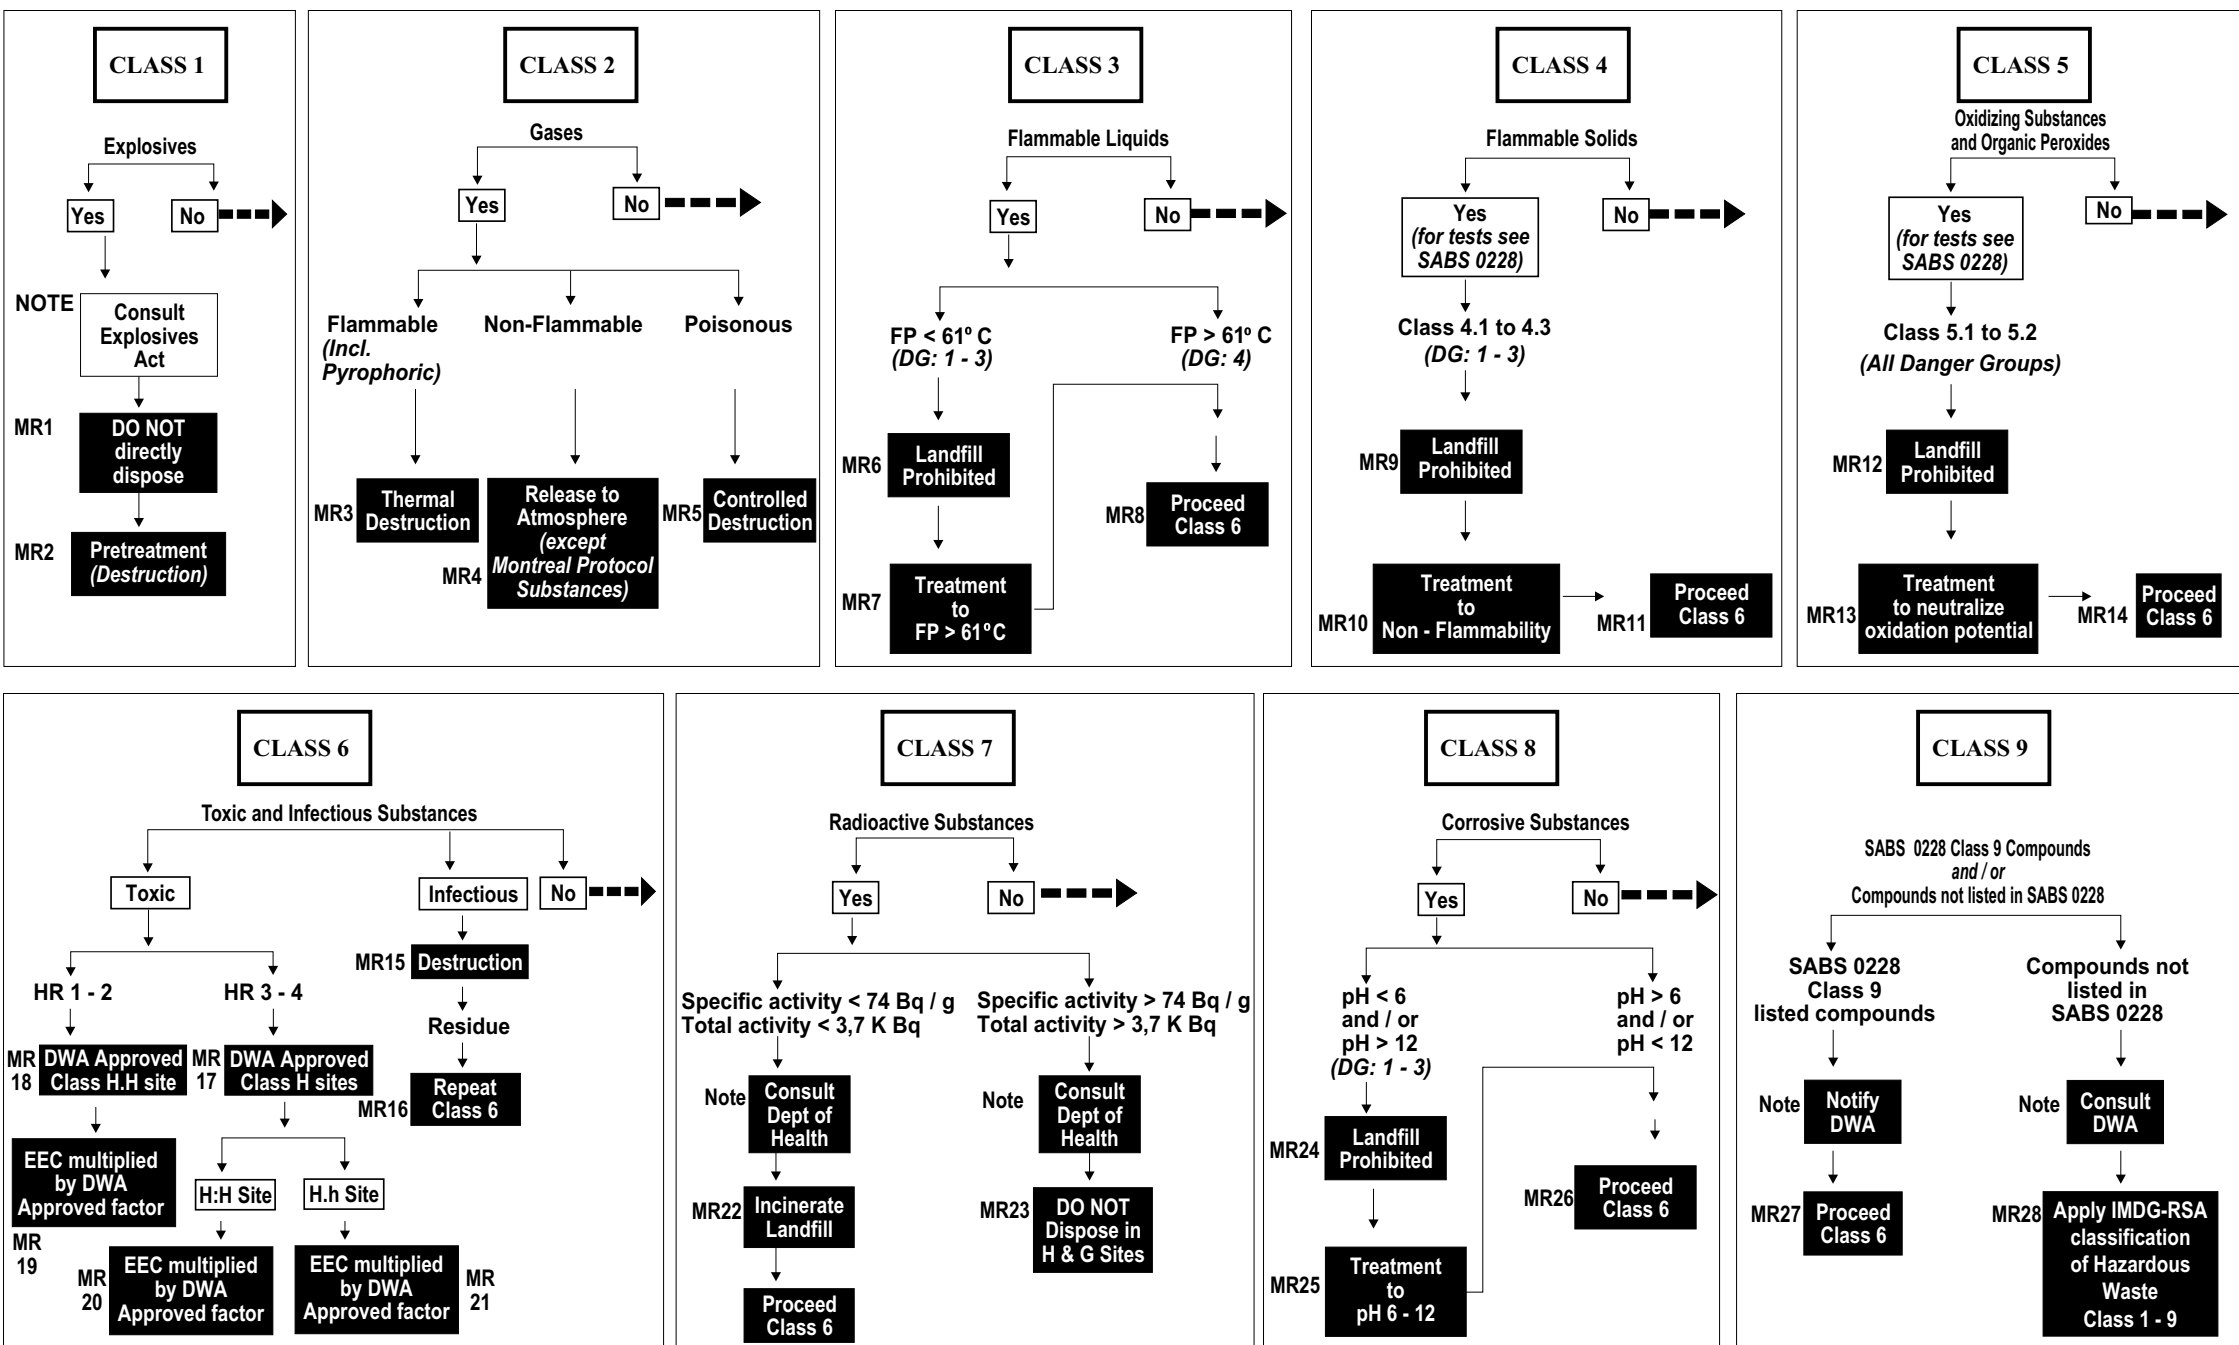 CLASS 1
Explosives
Yes
No
NOTE
Consult
Explosives
Act
MR1
DO NOT
directly
dispose
MR2
Pretreatment
(Destruction)
CLASS 2
Gases
Yes
No
Flammable
(Incl.
Pyrophoric)
Non-Flammable
Poisonous
MR3
Thermal
Destruction
MR4
Release to
Atmosphere
(except
Montreal Protocol
Substances)
MR5
Controlled
Destruction
CLASS 3
Flammable Liquids
Yes
No
FP < 61º C
(DG: 1 - 3)
FP > 61º C
(DG: 4)
MR6
Landfill
Prohibited
MR7
Treatment
to
FP > 61ºC
MR8
Proceed
Class 6
CLASS 4
Flammable Solids
Yes
(for tests see
SABS 0228)
No
Class 4.1 to 4.3
(DG: 1 - 3)
MR9
Landfill
Prohibited
MR10
Treatment
to
Non - Flammability
MR11
Proceed
Class 6
CLASS 5
Oxidizing Substances
and Organic Peroxides
Yes
(for tests see
SABS 0228)
No
Class 5.1 to 5.2
(All Danger Groups)
MR12
Landfill
Prohibited
MR13
Treatment
to neutralize
oxidation potential
MR14
Proceed
Class 6
CLASS 6
Toxic and Infectious Substances
Toxic
Infectious
No
HR 1 - 2
HR 3 - 4
MR15
Destruction
Residue
MR16
Repeat
Class 6
MR
18
DWA Approved
Class H.H site
MR
17
DWA Approved
Class H sites
EEC multiplied
by DWA
Approved factor
MR
19
H:H Site
H.h Site
MR
20
EEC multiplied
by DWA
Approved factor
EEC multiplied
by DWA
Approved factor
MR
21
CLASS 7
Radioactive Substances
Yes
No
Specific activity < 74 Bq / g
Total activity < 3,7 K Bq
Specific activity > 74 Bq / g
Total activity > 3,7 K Bq
Note
Consult
Dept of
Health
Note
Consult
Dept of
Health
MR22
Incinerate
Landfill
MR23
DO NOT
Dispose in
H & G Sites
Proceed
Class 6
CLASS 8
Corrosive Substances
Yes
No
pH < 6
and / or
pH > 12
(DG: 1 - 3)
pH > 6
and / or
pH < 12
MR24
Landfill
Prohibited
MR25
Treatment
to
pH 6 - 12
MR26
Proceed
Class 6
CLASS 9
SABS 0228 Class 9 Compounds
and / or
Compounds not listed in SABS 0228
SABS 0228
Class 9
listed compounds
Compounds not
listed in
SABS 0228
Note
Notify
DWA
Note
Consult
DWA
MR27
Proceed
Class 6
MR28
Apply IMDG-RSA
classification
of Hazardous
Waste
Class 1 - 9